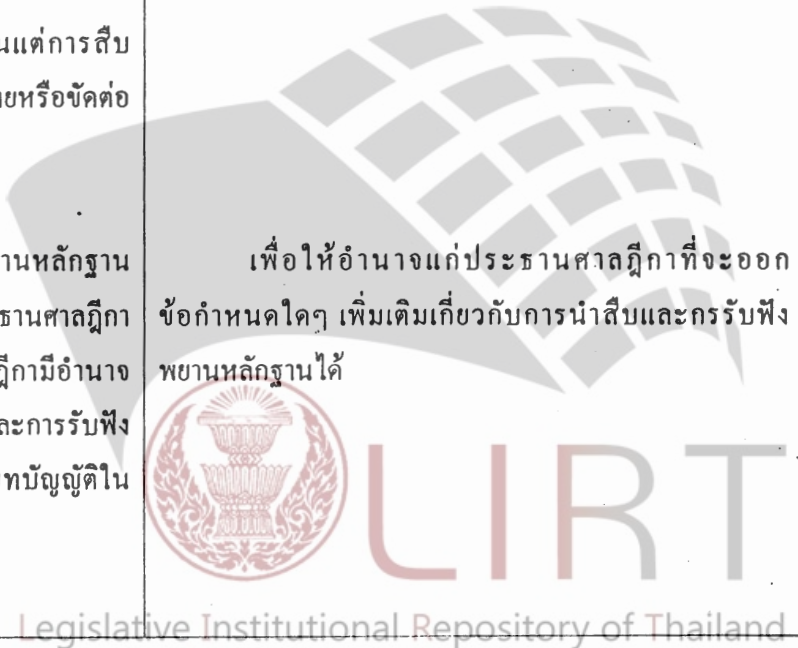 นแต่การสืบ
ยหรือขัดต่อ
านหลักฐาน
ธานศาลฎีกา
ฎีกามีอำนาจ
ละการรับฟัง
ทบัญญัติใน
เพื่อให้อำนาจแก่ประธานศาลฎีกาที่จะออก
ข้อกำหนดใดๆ เพิ่มเติมเกี่ยวกับการนำสืบและกรรับฟัง
พยานหลักฐานได้
LIRT
Legislative Institutional Repository of Thailand